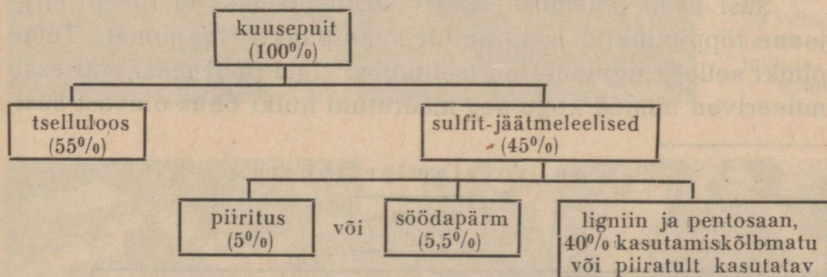 kuusepuit
(100%)
tselluloos
(55%)
sulfit-jäätmeleelised
(45%)
piiritus
(5%)
või
söödapärm
(5,5%)
ligniin ja pentosaan,
40% kasutamiskõlbmatu
või piiratult kasutatav